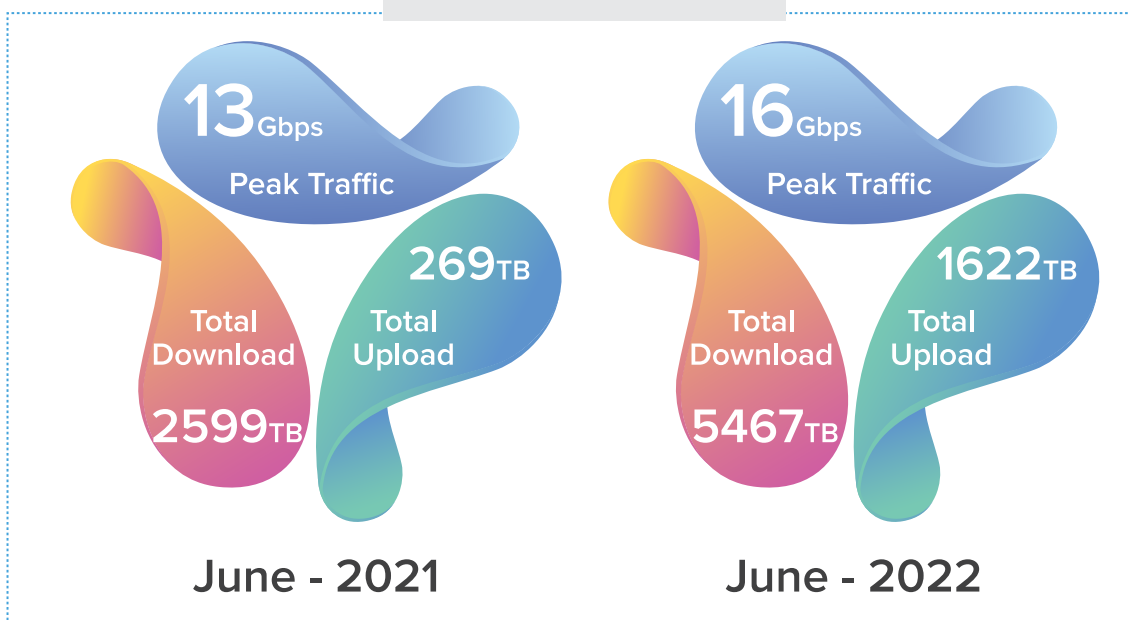 13Gbps
Peak Traffic
269TB
Total
Upload
Total
Download
2599TB
June - 2021
16Gbps
Peak Traffic
1622TB
Total
Upload
Total
Download
5467TB
June - 2022